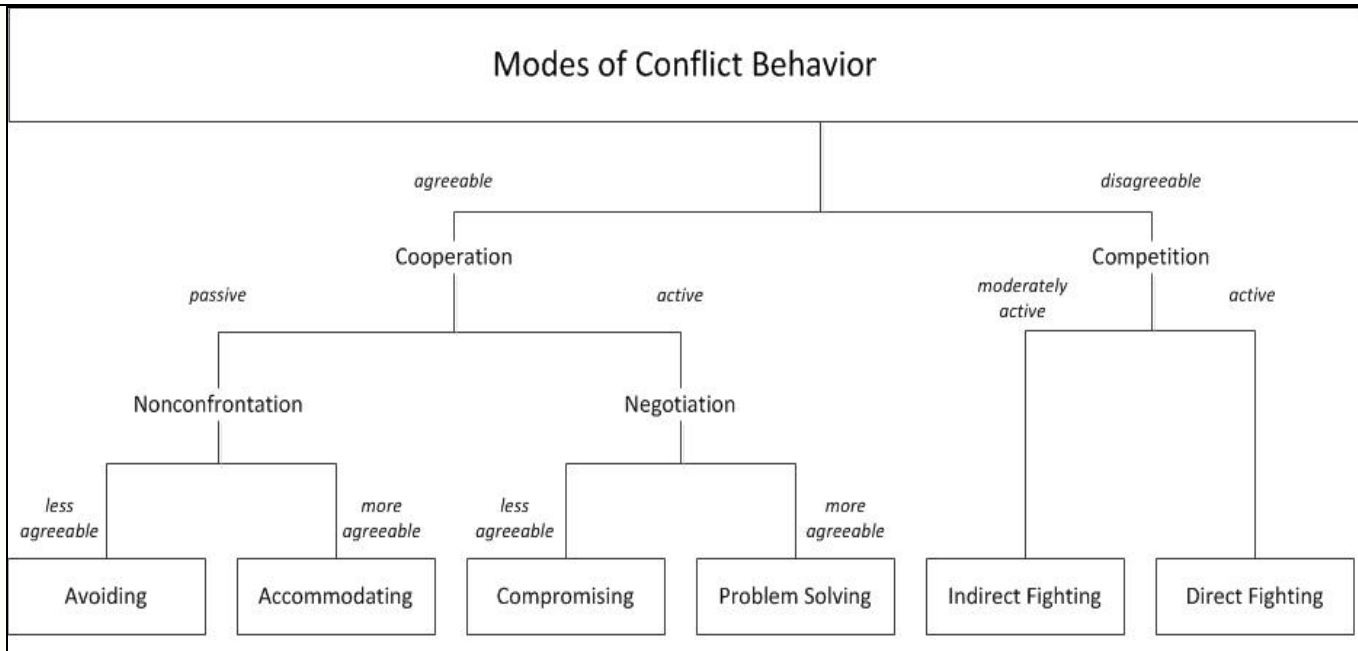 Modes of Conflict Behavior
agreeable
disagreeable
Cooperation
Competition
passive
active
moderately
active
active
Nonconfrontation
Negotiation
less
agreeable
more
agreeable
less
agreeable
more
agreeable
Avoiding
Accommodating
Compromising
Problem Solving
Indirect Fighting
Direct Fighting